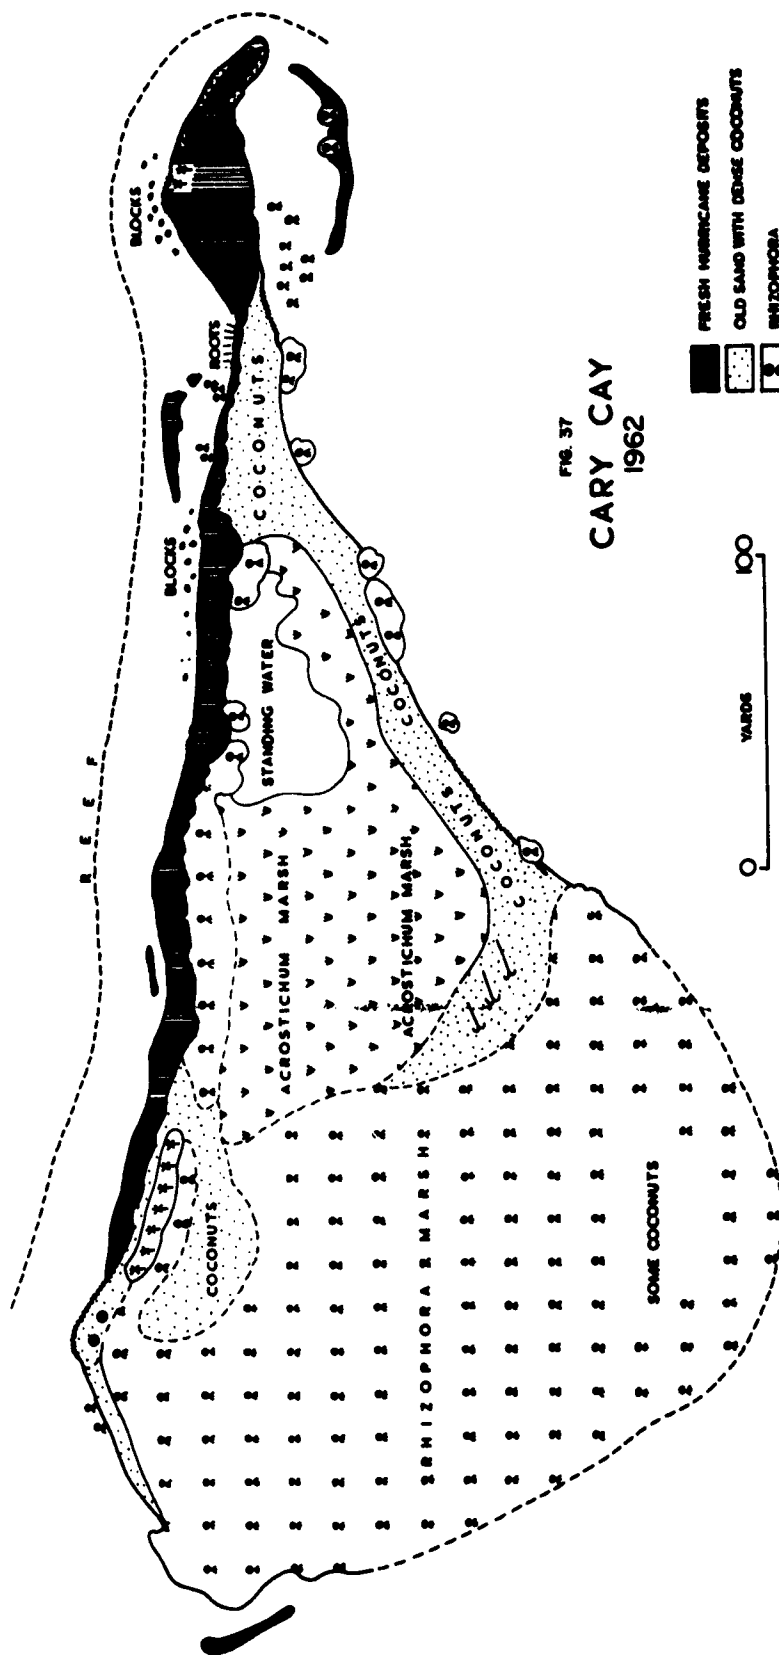 REEF
BLOCKS
BLOCKS
ROOTS
COCONUTS
STANDING WATER
COCONUTS
COCONUTS
ACROSTICHUM MARSH
ACROSTICHUM MARSH
COCONUTS
RHIZOPHORA MARSH
SOME COCONUTS
FIG. 37
CARY CAY
1962
0 YARDS 100
FRESH HURRICANE DEPOSITS
OLD SAND WITH DENSE COCONUTS
RHIZOPHORA